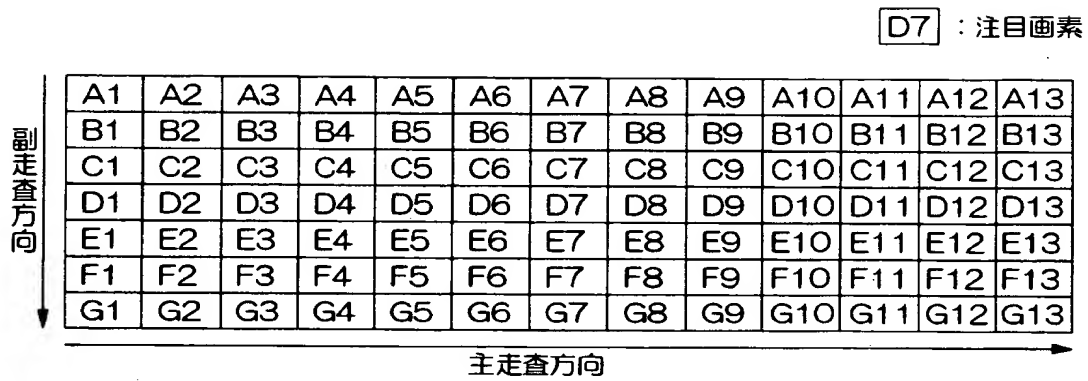 D7 : 注目画素
副走査方向
A1 A2 A3 A4 A5 A6 A7 A8 A9 A10 A11 A12 A13
B1 B2 B3 B4 B5 B6 B7 B8 B9 B10 B11 B12 B13
C1 C2 C3 C4 C5 C6 C7 C8 C9 C10 C11 C12 C13
D1 D2 D3 D4 D5 D6 D7 D8 D9 D10 D11 D12 D13
E1 E2 E3 E4 E5 E6 E7 E8 E9 E10 E11 E12 E13
F1 F2 F3 F4 F5 F6 F7 F8 F9 F10 F11 F12 F13
G1 G2 G3 G4 G5 G6 G7 G8 G9 G10 G11 G12 G13
主走査方向